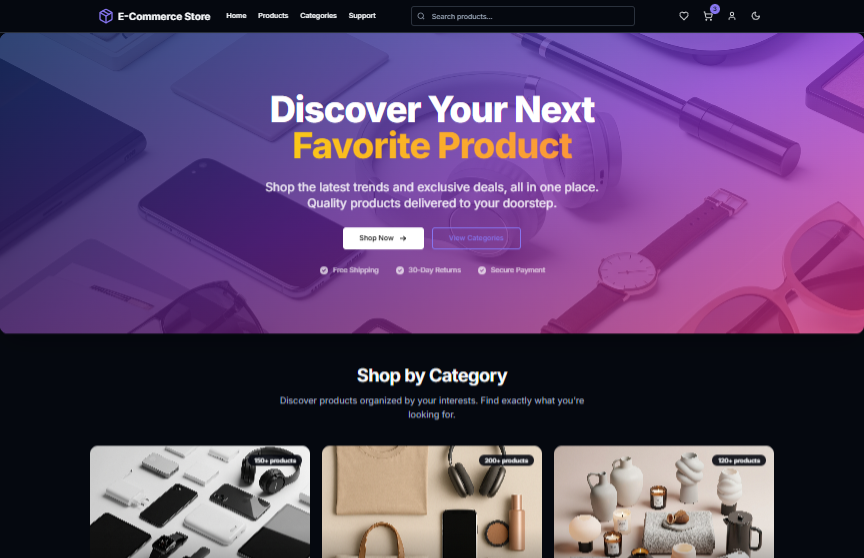 E-Commerce Store
Home
Products
Categories
Support
Search products...
3
Discover Your Next
Favorite Product
Shop the latest trends and exclusive deals, all in one place.
Quality products delivered to your doorstep.
Shop Now →
View Categories
Free Shipping
30-Day Returns
Secure Payment
Shop by Category
Discover products organized by your interests. Find exactly what you're
looking for.
150+ products
200+ products
120+ products